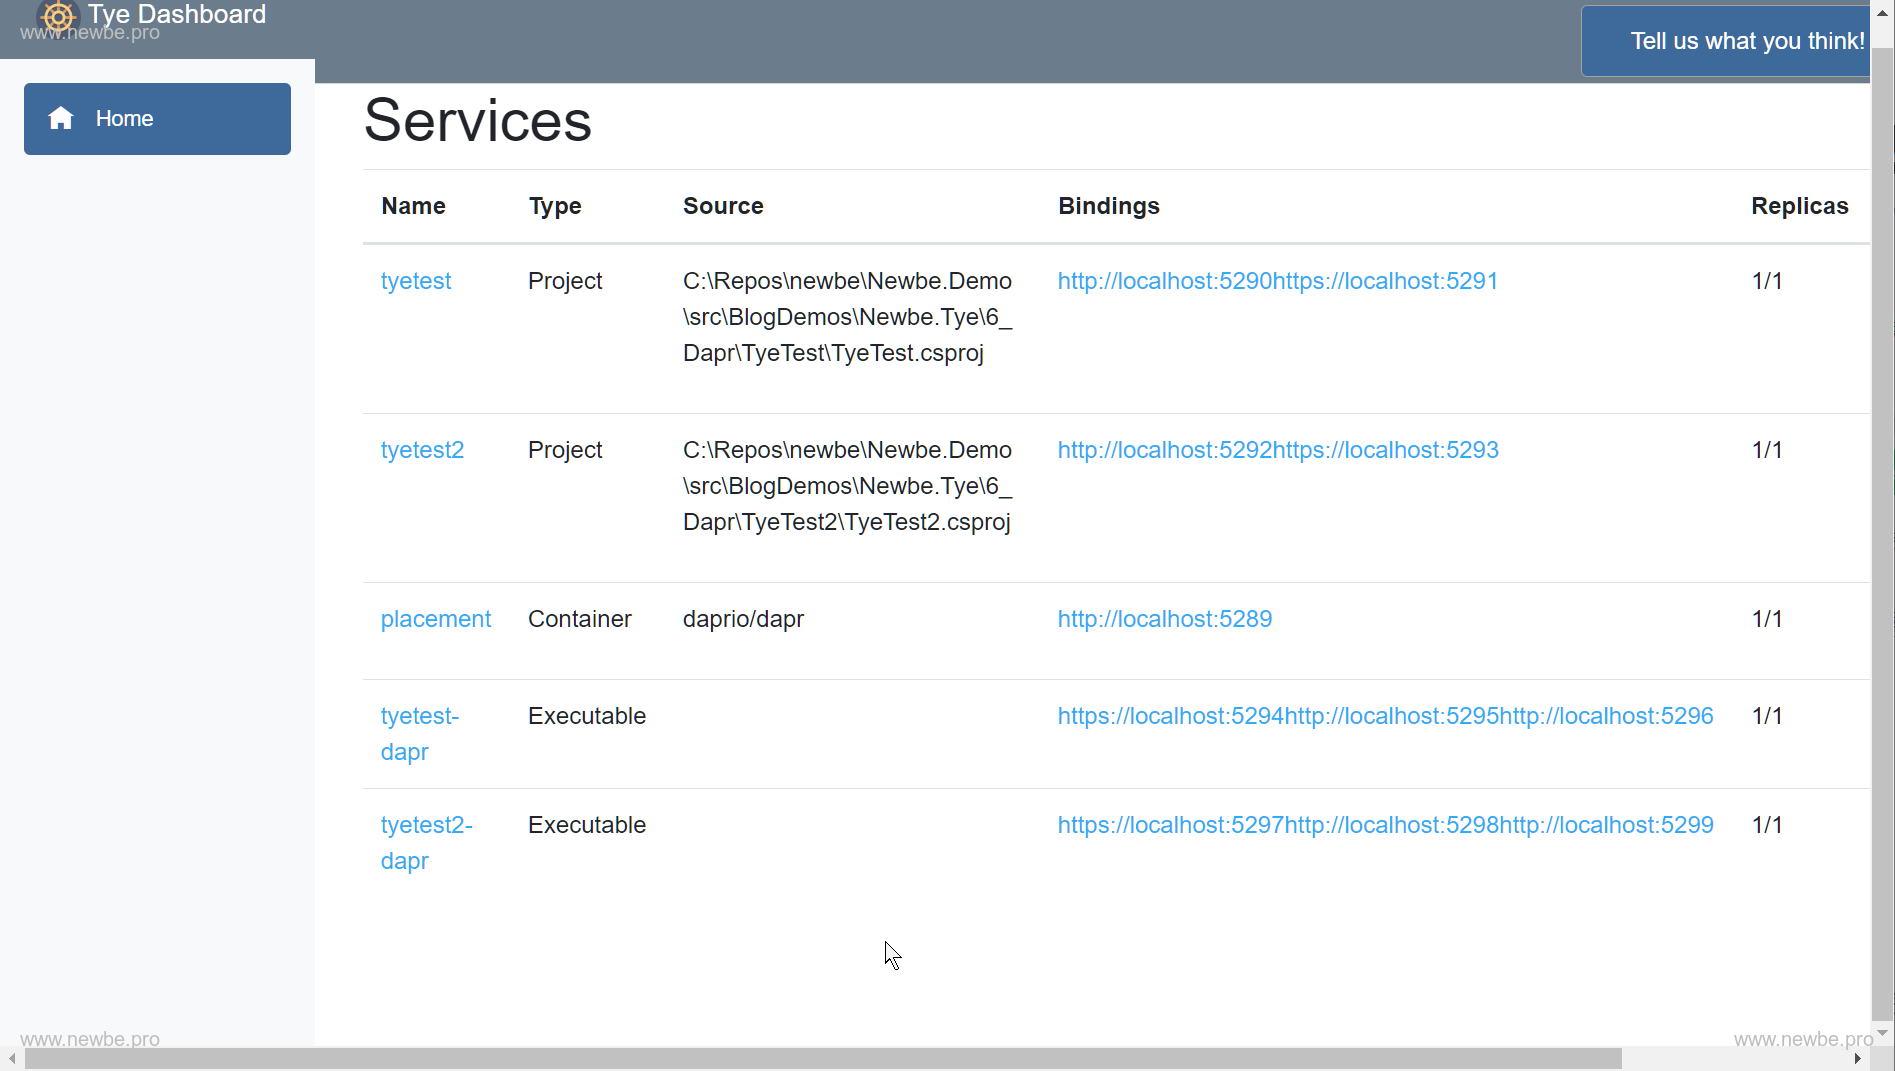 Tye Dashboard
www.newbe.pro
Tell us what you think!
Home
Services
Name Type Source Bindings Replicas
tyetest Project C:\Repos\newbe\Newbe.Demo http://localhost:5290https://localhost:5291 1/1
\src\BlogDemos\Newbe.Tye\6_
Dapr\TyeTest\TyeTest.csproj
tyetest2 Project C:\Repos\newbe\Newbe.Demo http://localhost:5292https://localhost:5293 1/1
\src\BlogDemos\Newbe.Tye\6_
Dapr\TyeTest2\TyeTest2.csproj
placement Container daprio/dapr http://localhost:5289 1/1
tyetest- Executable https://localhost:5294http://localhost:5295http://localhost:5296 1/1
dapr
tyetest2- Executable https://localhost:5297http://localhost:5298http://localhost:5299 1/1
dapr
www.newbe.pro www.newbe.pro